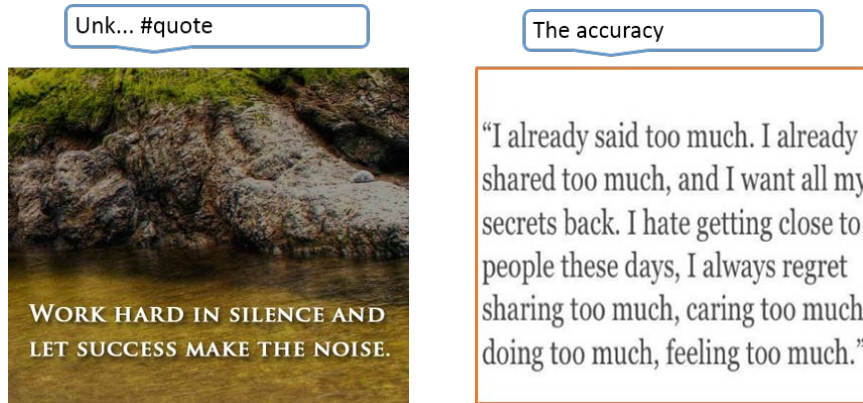 Unk... #quote
WORK HARD IN SILENCE AND
LET SUCCESS MAKE THE NOISE.
The accuracy
“I already said too much. I already
shared too much, and I want all my
secrets back. I hate getting close to
people these days, I always regret
sharing too much, caring too much
doing too much, feeling too much.”